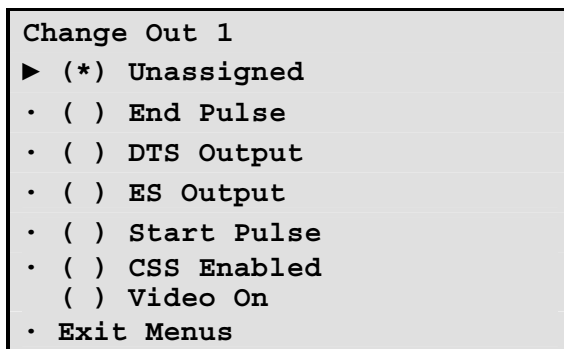 Change Out 1
► (*) Unassigned
· ( ) End Pulse
· ( ) DTS Output
· ( ) ES Output
· ( ) Start Pulse
· ( ) CSS Enabled
( ) Video On
· Exit Menus